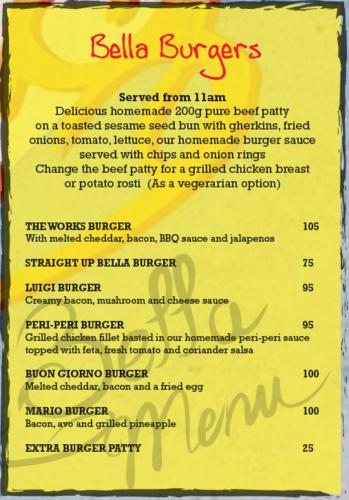 Bella Burgers
Served from 11am
Delicious homemade 200g pure beef patty
on a toasted sesame seed bun with gherkins, fried
onions, tomato, lettuce, our homemade burger sauce
served with chips and onion rings
Change the beef patty for a grilled chicken breast
or potato rosti (As a vegerarian option)
THE WORKS BURGER 105
With melted cheddar, bacon, BBQ sauce and jalapenos
STRAIGHT UP BELLA BURGER 75
LUIGI BURGER 95
Creamy bacon, mushroom and cheese sauce
PERI-PERI BURGER 95
Grilled chicken fillet basted in our homemade peri-peri sauce
topped with feta, fresh tomato and coriander salsa
BUON GIORNO BURGER 100
Melted cheddar, bacon and a fried egg
MARIO BURGER 100
Bacon, avo and grilled pineapple
EXTRA BURGER PATTY 25
Bella
Menu